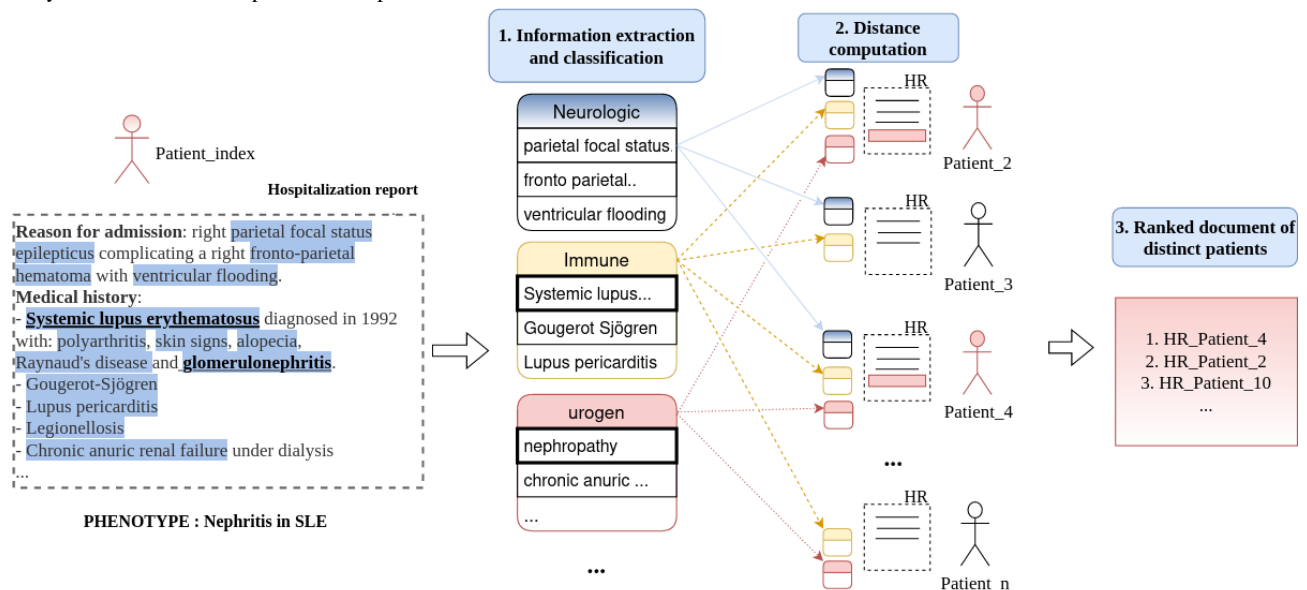 1. Information extraction
and classification
2. Distance
computation
Patient_index
Hospitalization report
Reason for admission: right parietal focal status
epilepticus complicating a right fronto-parietal
hematoma with ventricular flooding.
Medical history:
- Systemic lupus erythematosus diagnosed in 1992
with: polyarthritis, skin signs, alopecia,
Raynaud's disease and glomerulonephritis.
- Gougerot-Sjögren
- Lupus pericarditis
- Legionellosis
- Chronic anuric renal failure under dialysis
...
PHENOTYPE : Nephritis in SLE
Neurologic
parietal focal status
fronto parietal..
ventricular flooding
Immune
Systemic lupus...
Gougerot Sjögren
Lupus pericarditis
urogen
nephropathy
chronic anuric ...
...
...
HR
Patient_2
HR
Patient_3
HR
Patient_4
...
HR
Patient_n
3. Ranked document of
distinct patients
1. HR_Patient_4
2. HR_Patient_2
3. HR_Patient_10
...